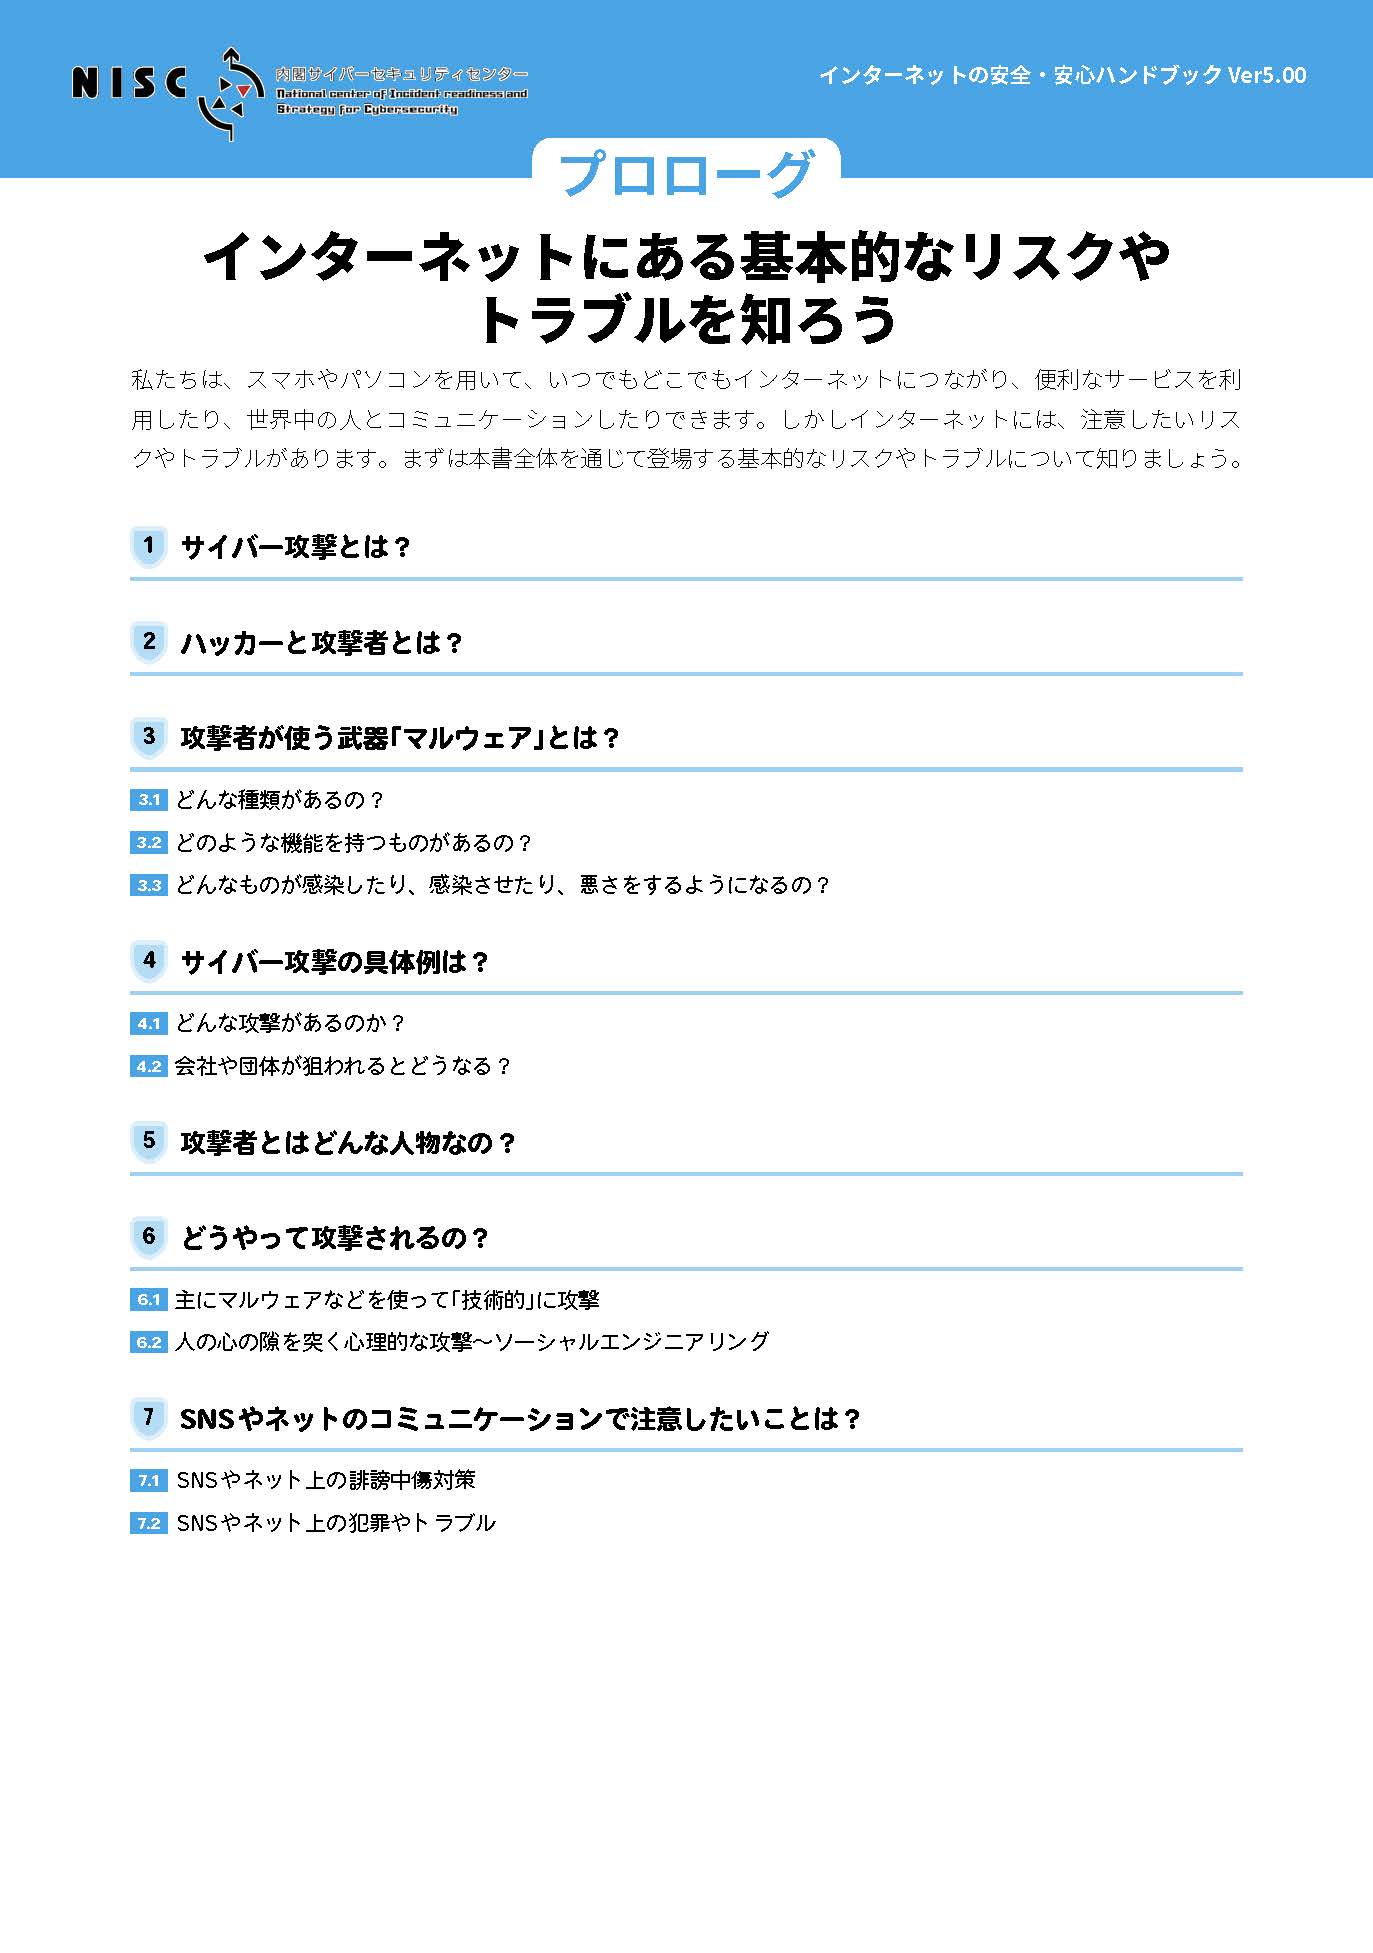 NISC
内閣サイバーセキュリティセンター
National center of Incident readiness and
Strategy for Cybersecurity
インターネットの安全・安心ハンドブック Ver5.00
プロローグ
インターネットにある基本的なリスクや
トラブルを知ろう
私たちは、スマホやパソコンを用いて、いつでもどこでもインターネットにつながり、便利なサービスを利
用したり、世界中の人とコミュニケーションしたりできます。しかしインターネットには、注意したいリス
クやトラブルがあります。まずは本書全体を通じて登場する基本的なリスクやトラブルについて知りましょう。
1 サイバー攻撃とは？
2 ハッカーと攻撃者とは？
3 攻撃者が使う武器「マルウェア」とは？
3.1 どんな種類があるの？
3.2 どのような機能を持つものがあるの？
3.3 どんなものが感染したり、感染させたり、悪さをするようになるの？
4 サイバー攻撃の具体例は？
4.1 どんな攻撃があるのか？
4.2 会社や団体が狙われるとどうなる？
5 攻撃者とはどんな人物なの？
6 どうやって攻撃されるの？
6.1 主にマルウェアなどを使って「技術的」に攻撃
6.2 人の心の隙を突く心理的な攻撃～ソーシャルエンジニアリング
7 SNSやネットのコミュニケーションで注意したいことは？
7.1 SNSやネット上の誹謗中傷対策
7.2 SNSやネット上の犯罪やトラブル